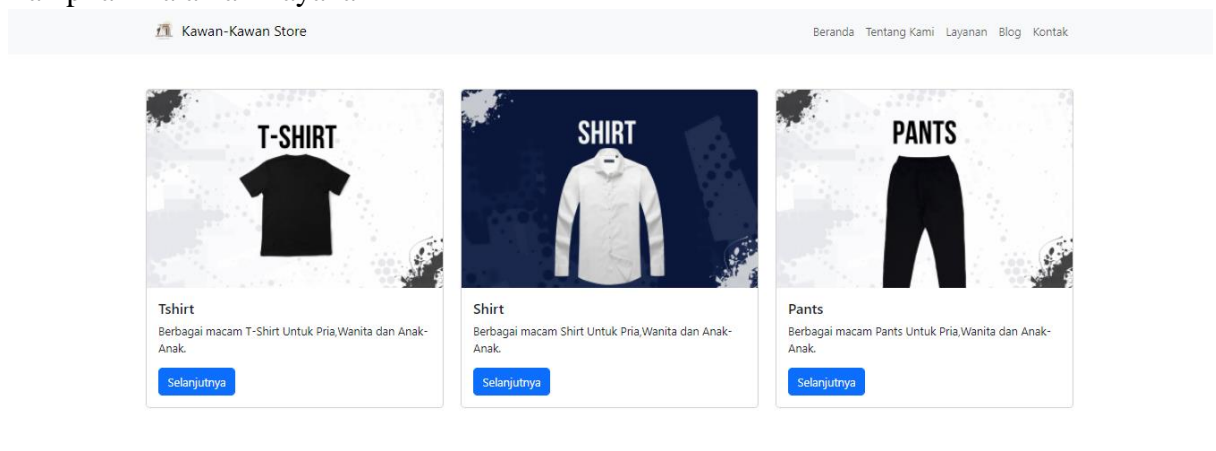 Kawan-Kawan Store
Beranda Tentang Kami Layanan Blog Kontak
T-SHIRT
SHIRT
PANTS
Tshirt
Berbagai macam T-Shirt Untuk Pria,Wanita dan Anak-
Anak.
Selanjutnya
Shirt
Berbagai macam Shirt Untuk Pria,Wanita dan Anak-
Anak.
Selanjutnya
Pants
Berbagai macam Pants Untuk Pria,Wanita dan Anak-
Anak.
Selanjutnya